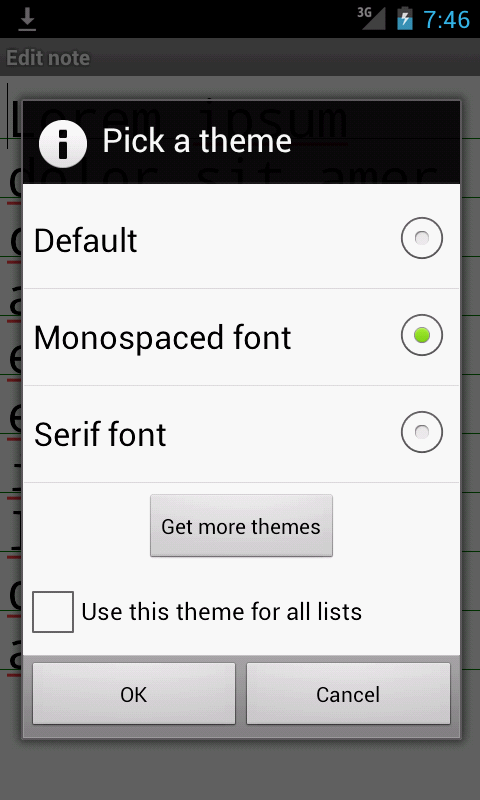 3G 7:46
Edit note
Lorem ipsum
dolor sit amer
Pick a theme
Default
Monospaced font
Serif font
Get more themes
Use this theme for all lists
OK
Cancel